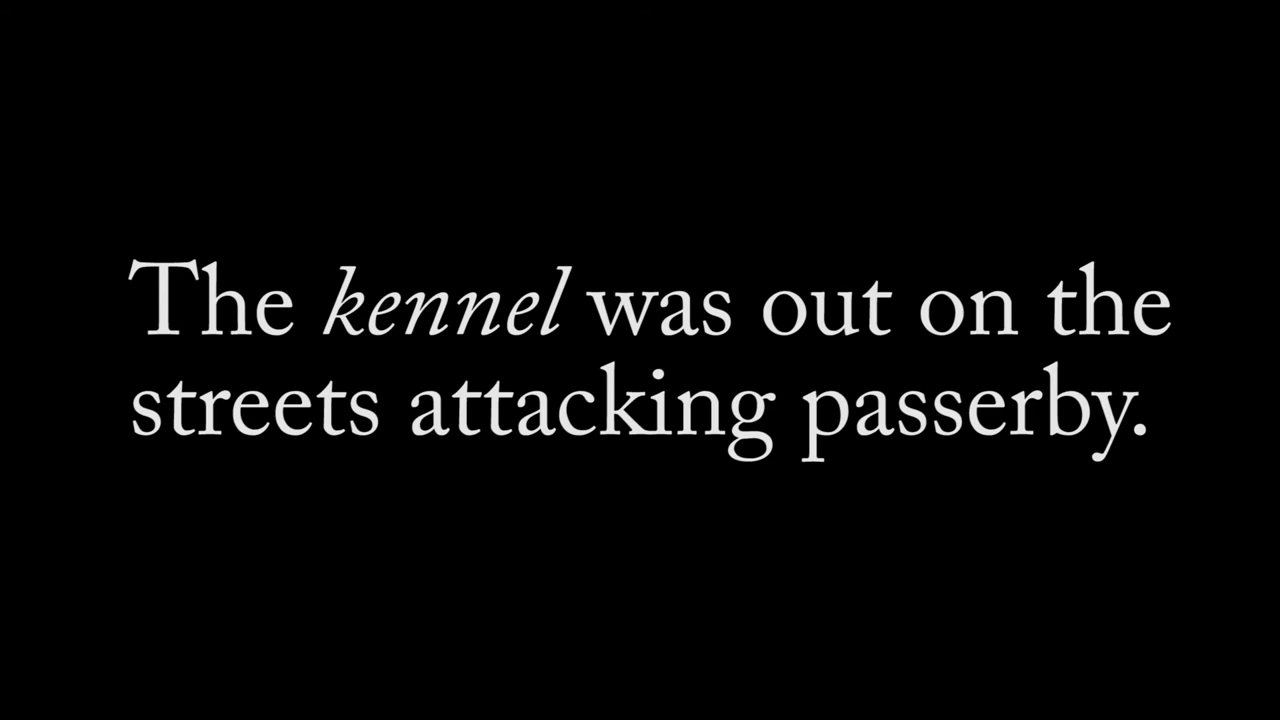 The kennel was out on the
streets attacking passerby.